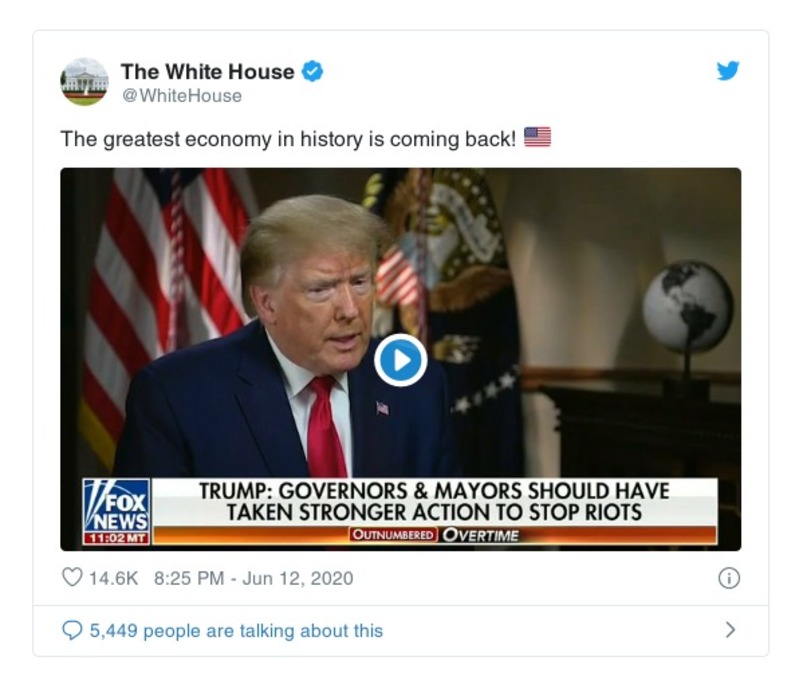 The White House
@WhiteHouse
The greatest economy in history is coming back!
TRUMP: GOVERNORS & MAYORS SHOULD HAVE
TAKEN STRONGER ACTION TO STOP RIOTS
FOX
NEWS
11:02 MT
OUTNUMBERED OVERTIME
14.6K 8:25 PM - Jun 12, 2020
5,449 people are talking about this